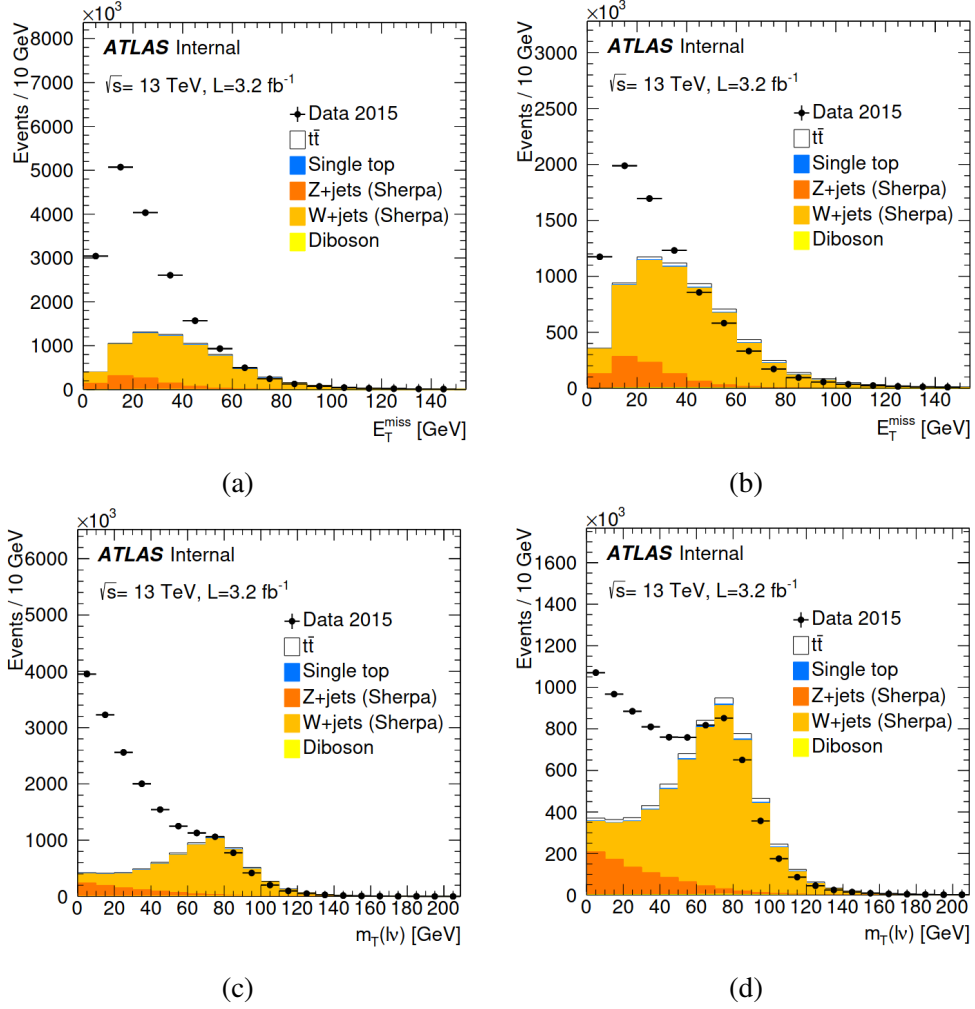 ×10³
Events / 10 GeV
8000
7000
6000
5000
4000
3000
2000
1000
0
ATLAS Internal
√s= 13 TeV, L=3.2 fb⁻¹
Data 2015
tt̄
Single top
Z+jets (Sherpa)
W+jets (Sherpa)
Diboson
0 20 40 60 80 100 120 140
E_T^miss [GeV]
(a)
×10³
Events / 10 GeV
3000
2500
2000
1500
1000
500
0
ATLAS Internal
√s= 13 TeV, L=3.2 fb⁻¹
Data 2015
tt̄
Single top
Z+jets (Sherpa)
W+jets (Sherpa)
Diboson
0 20 40 60 80 100 120 140
E_T^miss [GeV]
(b)
×10³
Events / 10 GeV
6000
5000
4000
3000
2000
1000
0
ATLAS Internal
√s= 13 TeV, L=3.2 fb⁻¹
Data 2015
tt̄
Single top
Z+jets (Sherpa)
W+jets (Sherpa)
Diboson
0 20 40 60 80 100 120 140 160 180 200
m_T(lν) [GeV]
(c)
×10³
Events / 10 GeV
1600
1400
1200
1000
800
600
400
200
0
ATLAS Internal
√s= 13 TeV, L=3.2 fb⁻¹
Data 2015
tt̄
Single top
Z+jets (Sherpa)
W+jets (Sherpa)
Diboson
0 20 40 60 80 100 120 140 160 180 200
m_T(lν) [GeV]
(d)